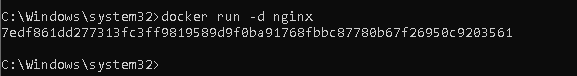 C:\Windows\system32>docker run -d nginx
7edf861dd277313fc3ff9819589d9f0ba91768fbbc87780b67f26950c9203561
C:\Windows\system32>